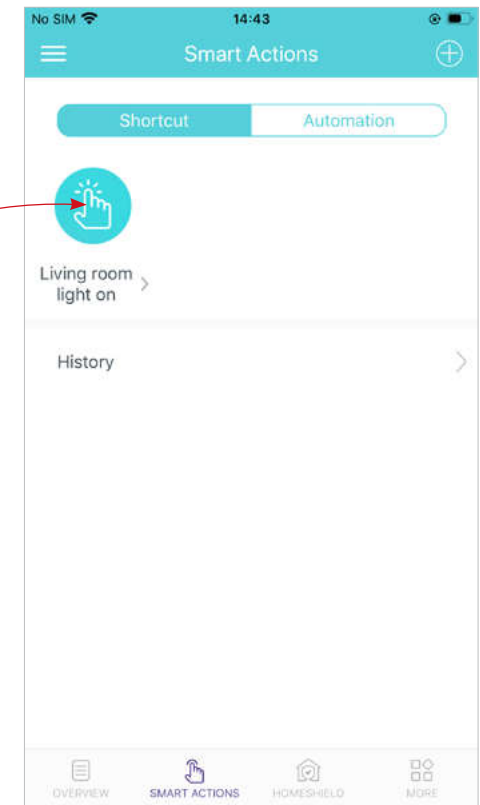 No SIM 14:43
Smart Actions
Shortcut Automation
Living room
light on
History
OVERVIEW SMART ACTIONS HOMESHIELD MORE